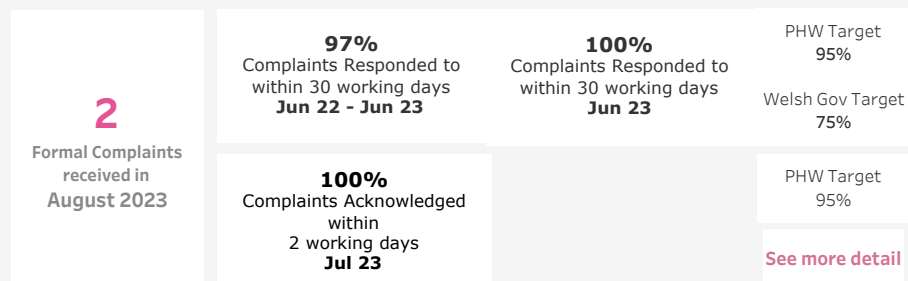 2
Formal Complaints
received in
August 2023
97%
Complaints Responded to
within 30 working days
Jun 22 - Jun 23
100%
Complaints Responded to
within 30 working days
Jun 23
PHW Target
95%
Welsh Gov Target
75%
100%
Complaints Acknowledged
within
2 working days
Jul 23
PHW Target
95%
See more detail